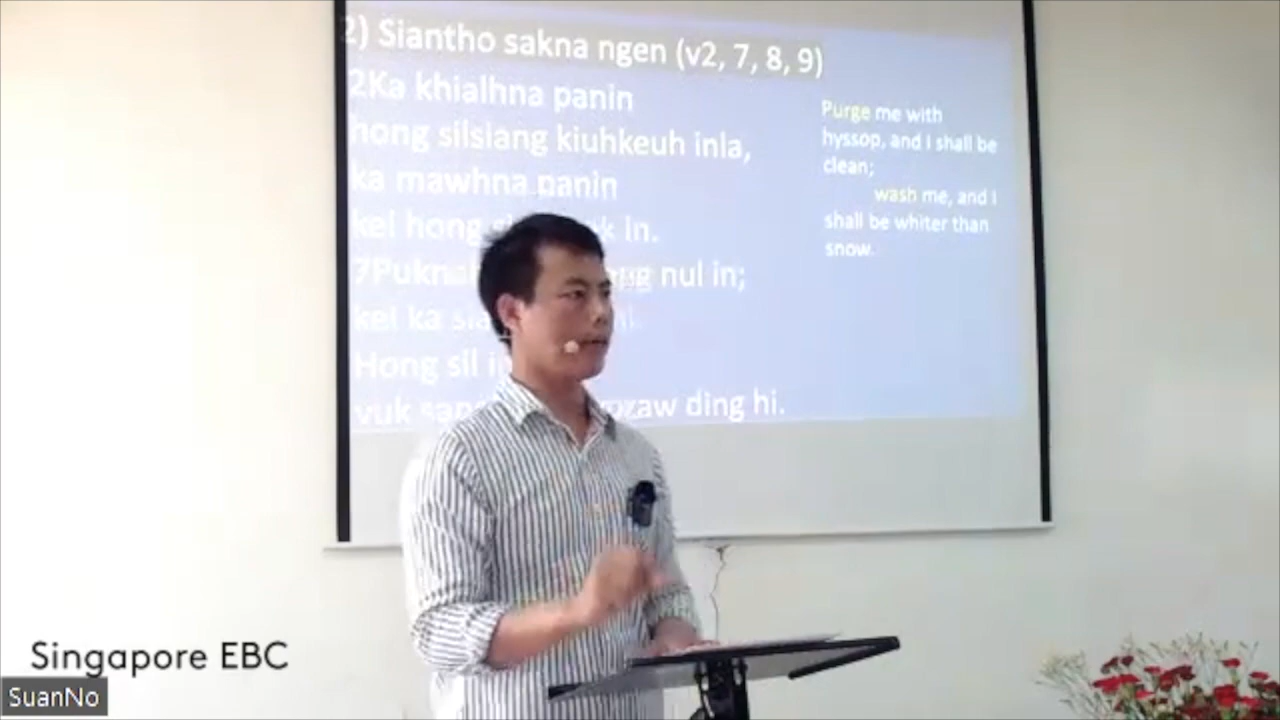 2) Siantho sakna ngen (v2, 7, 8, 9)
2Ka khialhna panin
hong silsiang kiuhkeuh inla,
ka mawhna panin
kei hong in.
nul in;
kei ka
Hong sil
vuk ding hi.
Purge me with
hyssop, and I shall be
clean;
wash me, and I
shall be whiter than
snow.
Singapore EBC
SuanNo